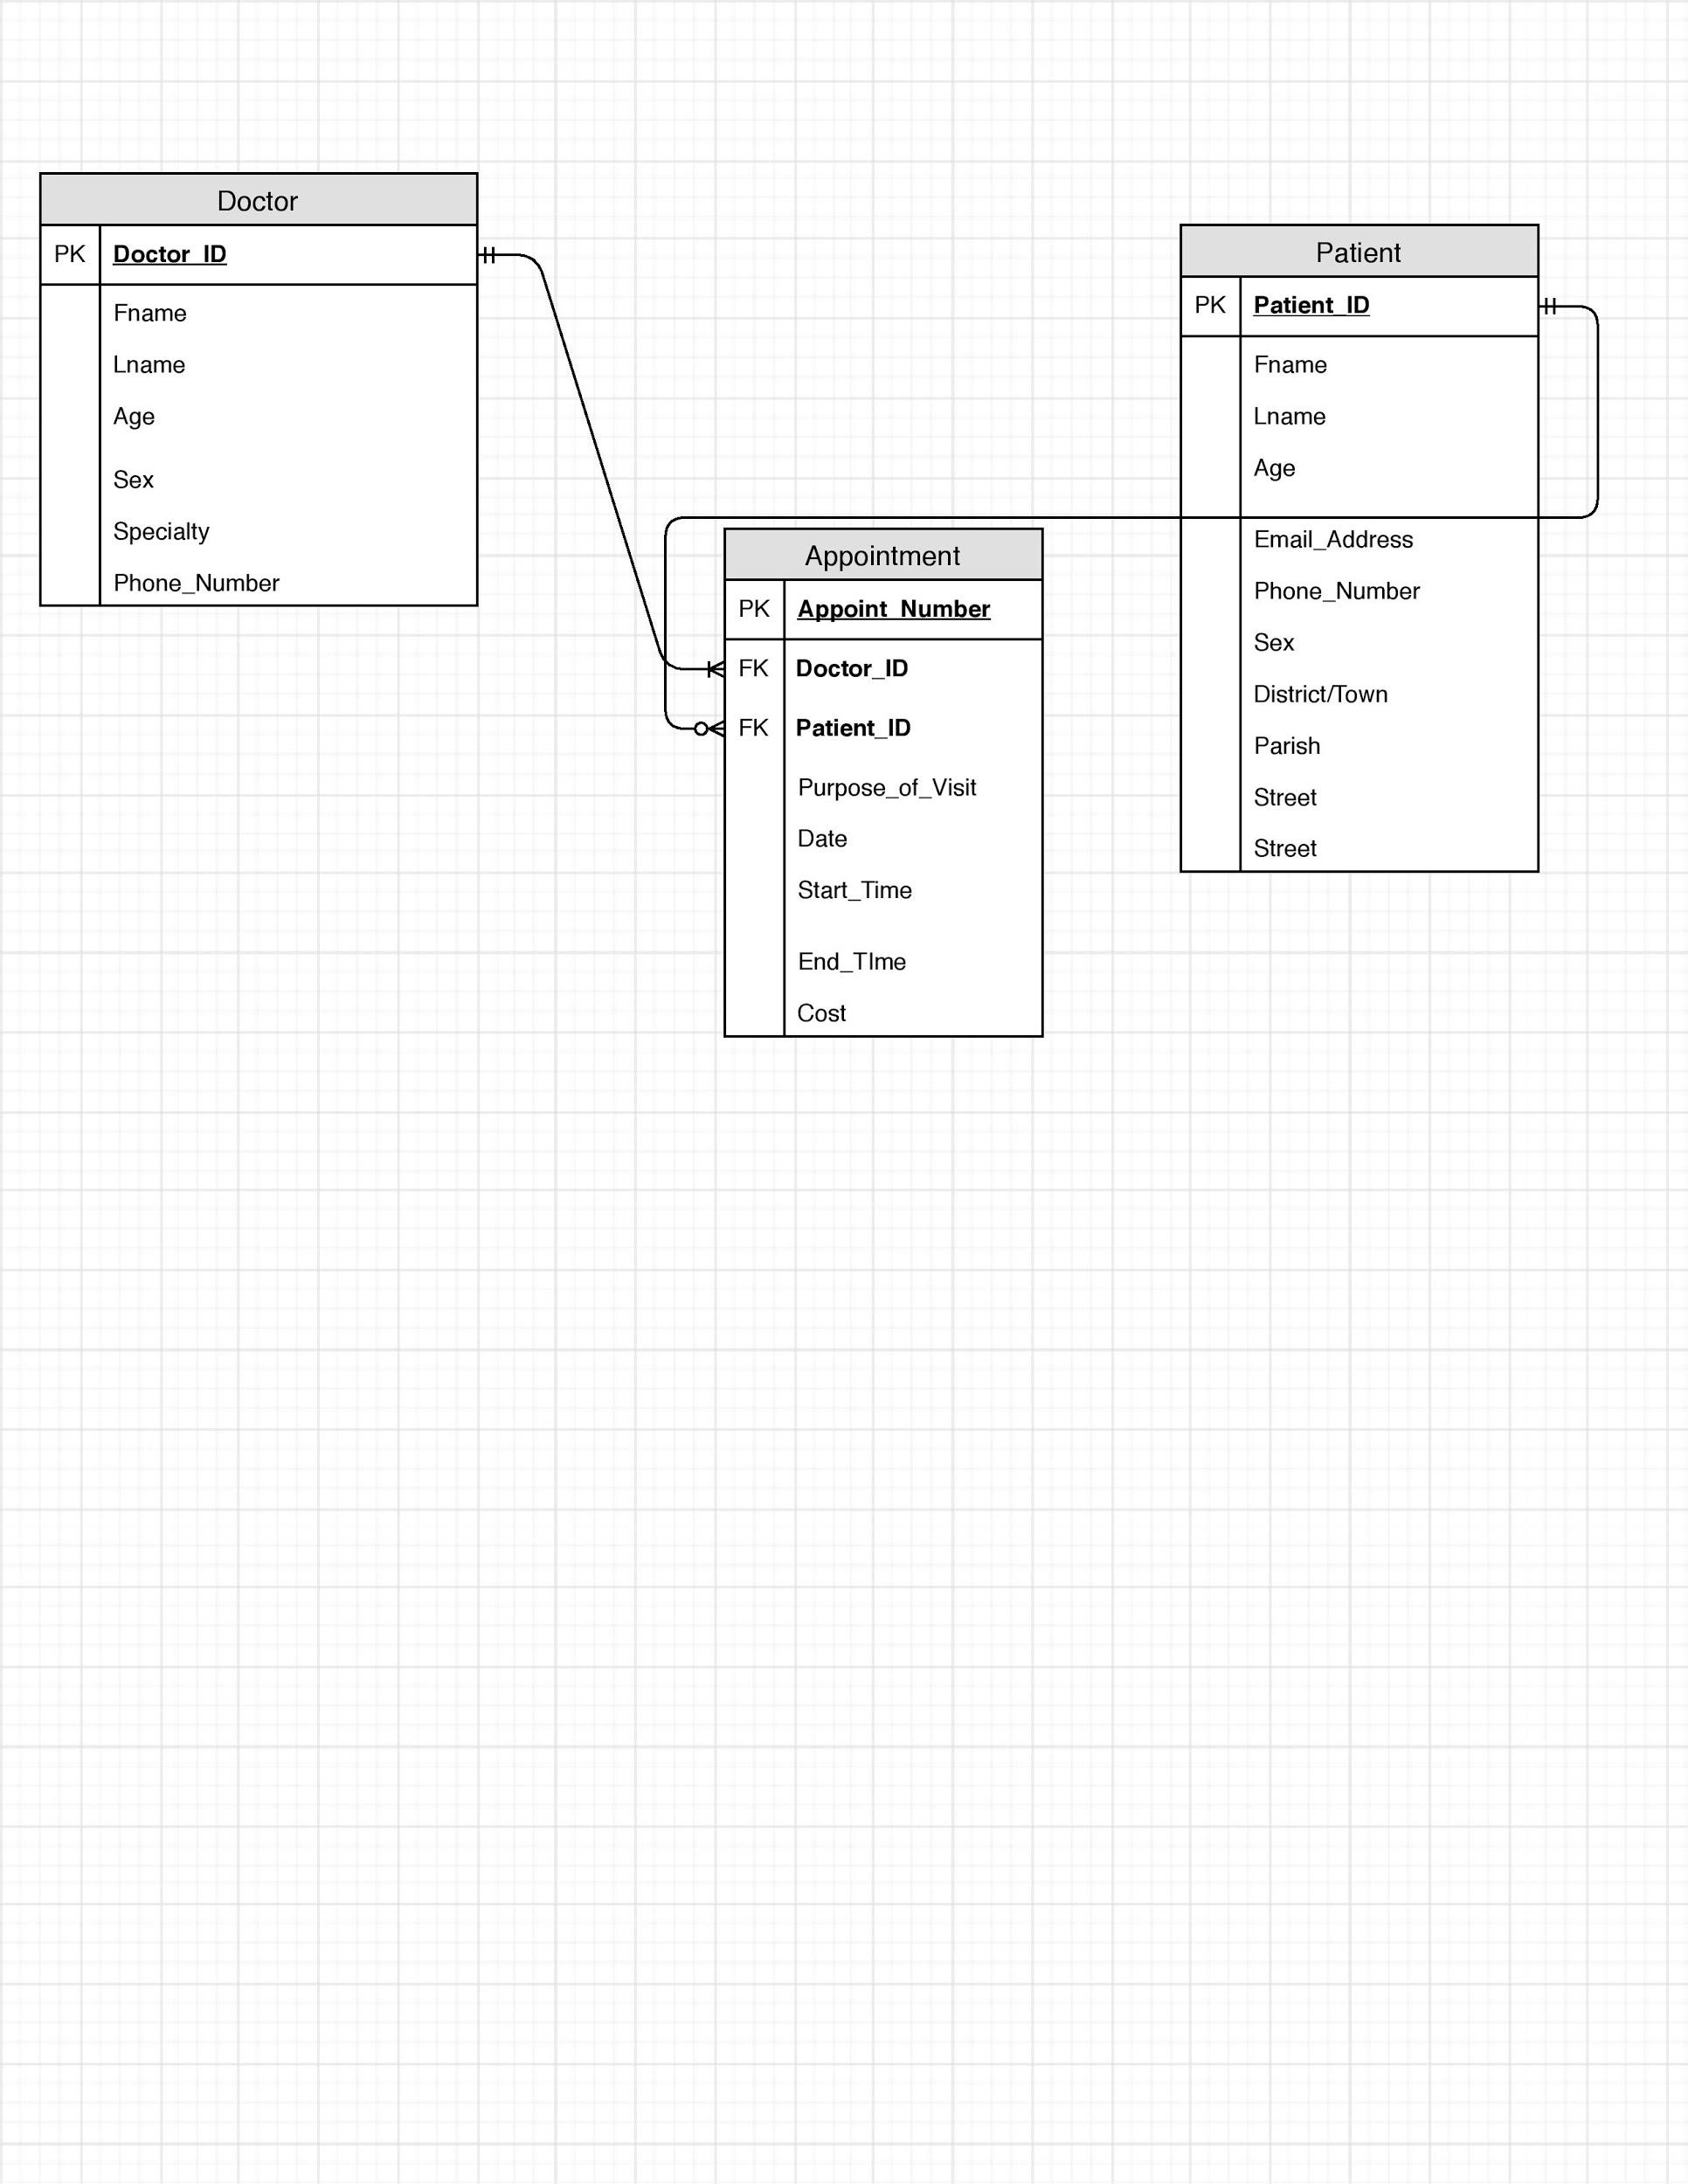 Doctor
PK Doctor_ID
Fname
Lname
Age
Sex
Specialty
Phone_Number
Patient
PK Patient_ID
Fname
Lname
Age
Email_Address
Phone_Number
Sex
District/Town
Parish
Street
Street
Appointment
PK Appoint_Number
FK Doctor_ID
FK Patient_ID
Purpose_of_Visit
Date
Start_Time
End_TIme
Cost